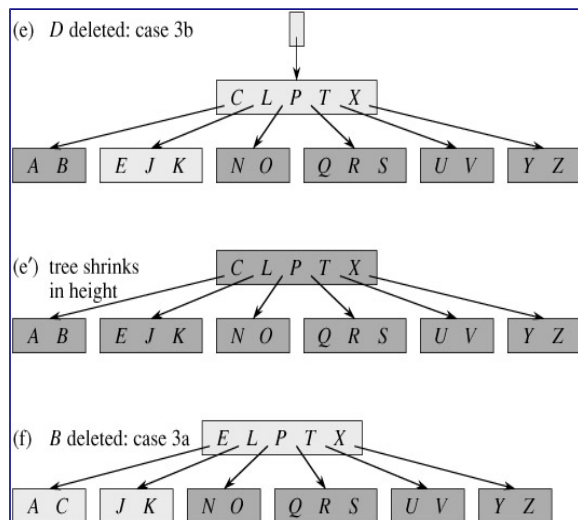 (e) D deleted: case 3b
C L P T X
A B E J K N O Q R S U V Y Z
(e′) tree shrinks
in height
C L P T X
A B E J K N O Q R S U V Y Z
(f) B deleted: case 3a
E L P T X
A C J K N O Q R S U V Y Z